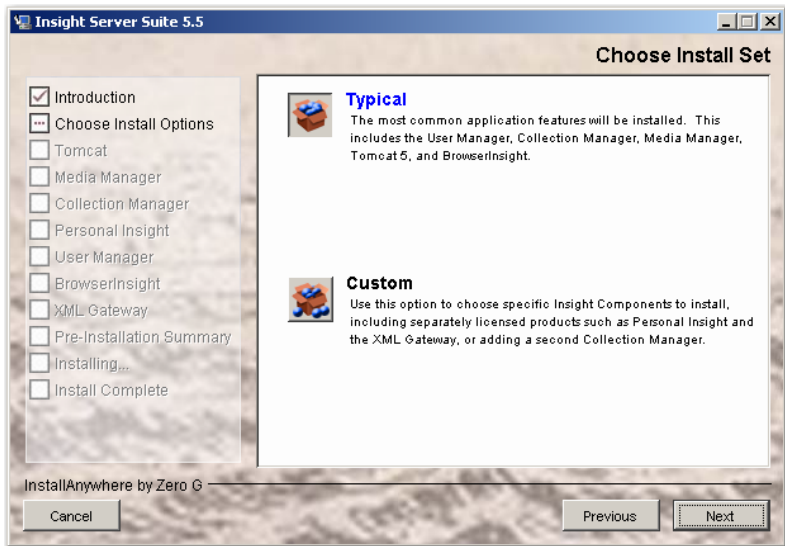 Insight Server Suite 5.5
Choose Install Set
Introduction
Choose Install Options
Tomcat
Media Manager
Collection Manager
Personal Insight
User Manager
BrowserInsight
XML Gateway
Pre-Installation Summary
Installing...
Install Complete
Typical
The most common application features will be installed. This
includes the User Manager, Collection Manager, Media Manager,
Tomcat 5, and BrowserInsight.
Custom
Use this option to choose specific Insight Components to install,
including separately licensed products such as Personal Insight and
the XML Gateway, or adding a second Collection Manager.
InstallAnywhere by Zero G
Cancel
Previous
Next